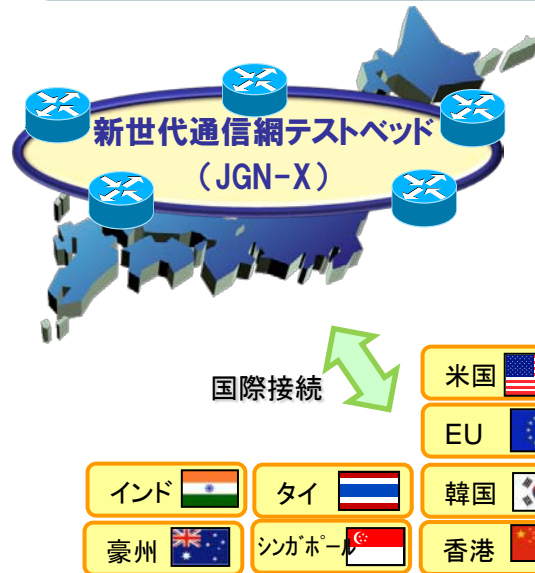 新世代通信網テストベッド
（JGN-X）
国際接続
米国
EU
インド
タイ
韓国
豪州
シンガポール
香港